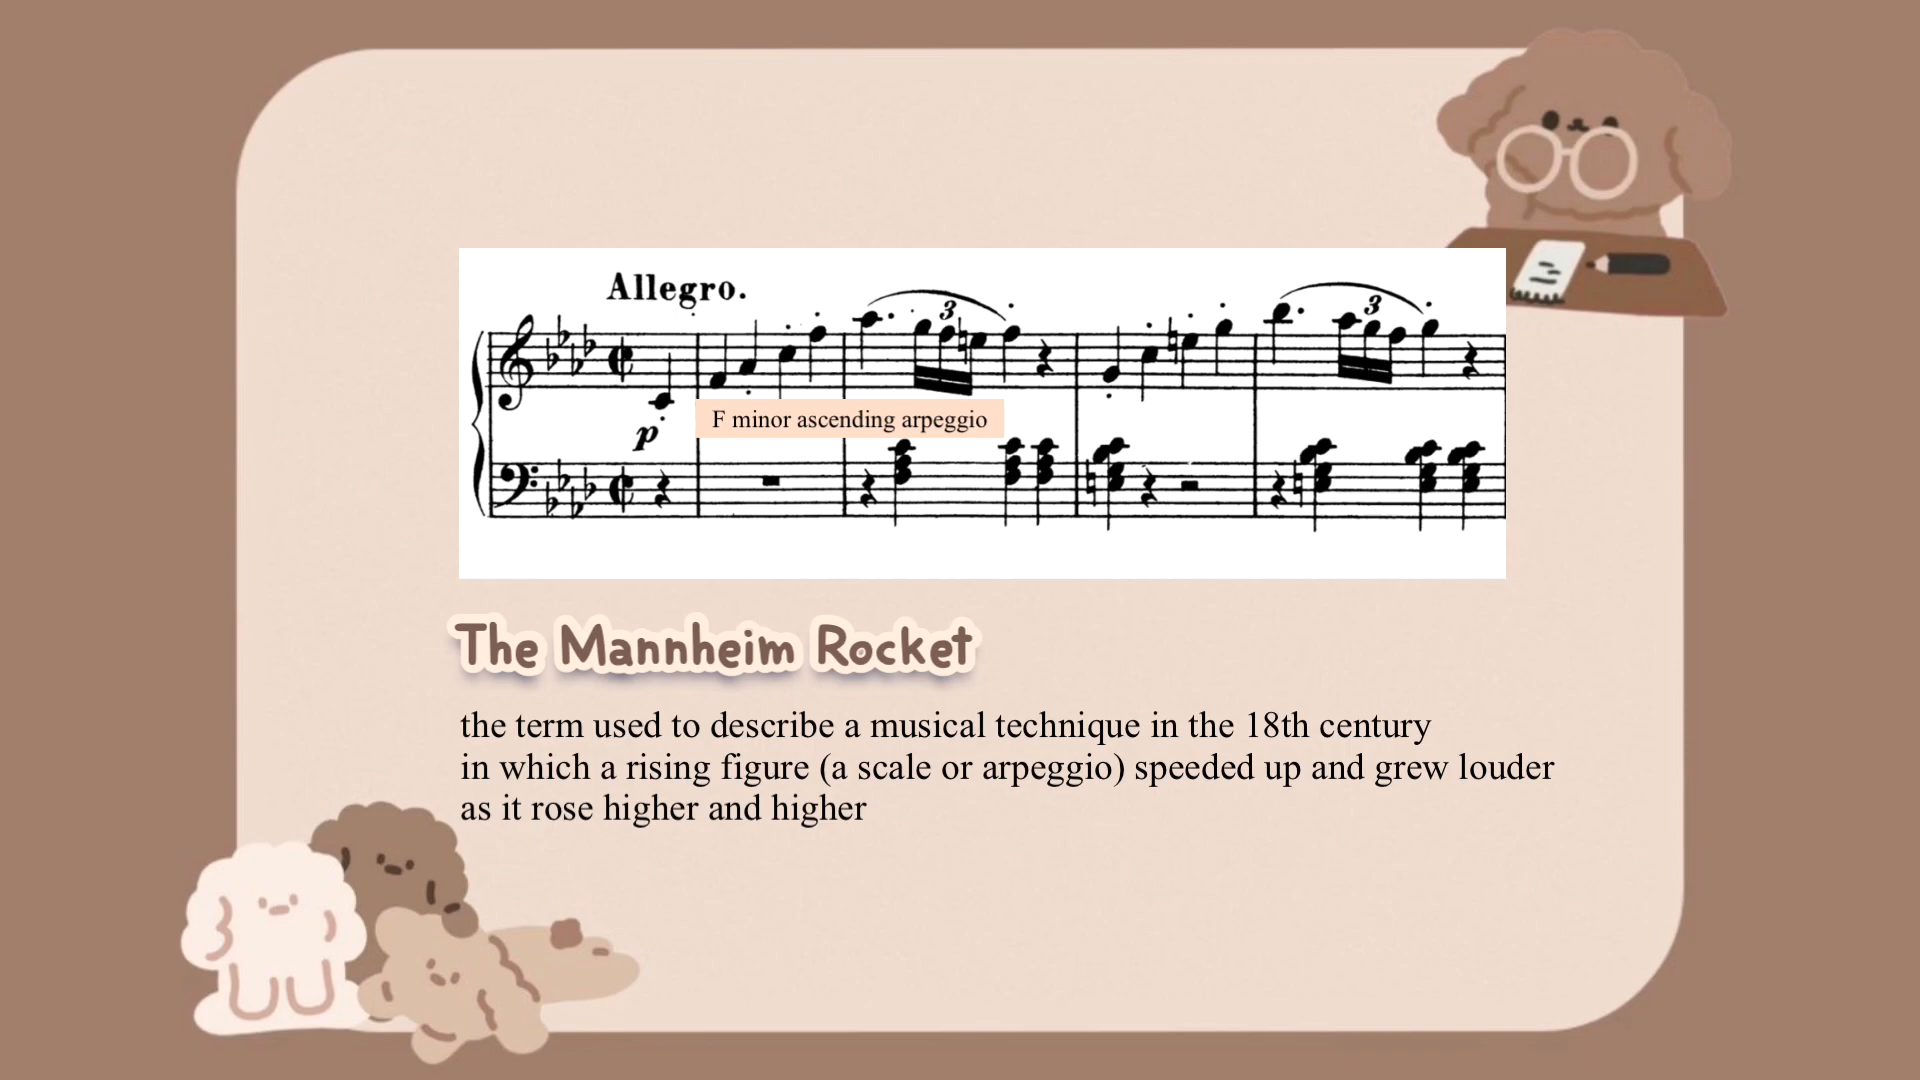 Allegro.
3
3
p
F minor ascending arpeggio
The Mannheim Rocket
the term used to describe a musical technique in the 18th century
in which a rising figure (a scale or arpeggio) speeded up and grew louder
as it rose higher and higher